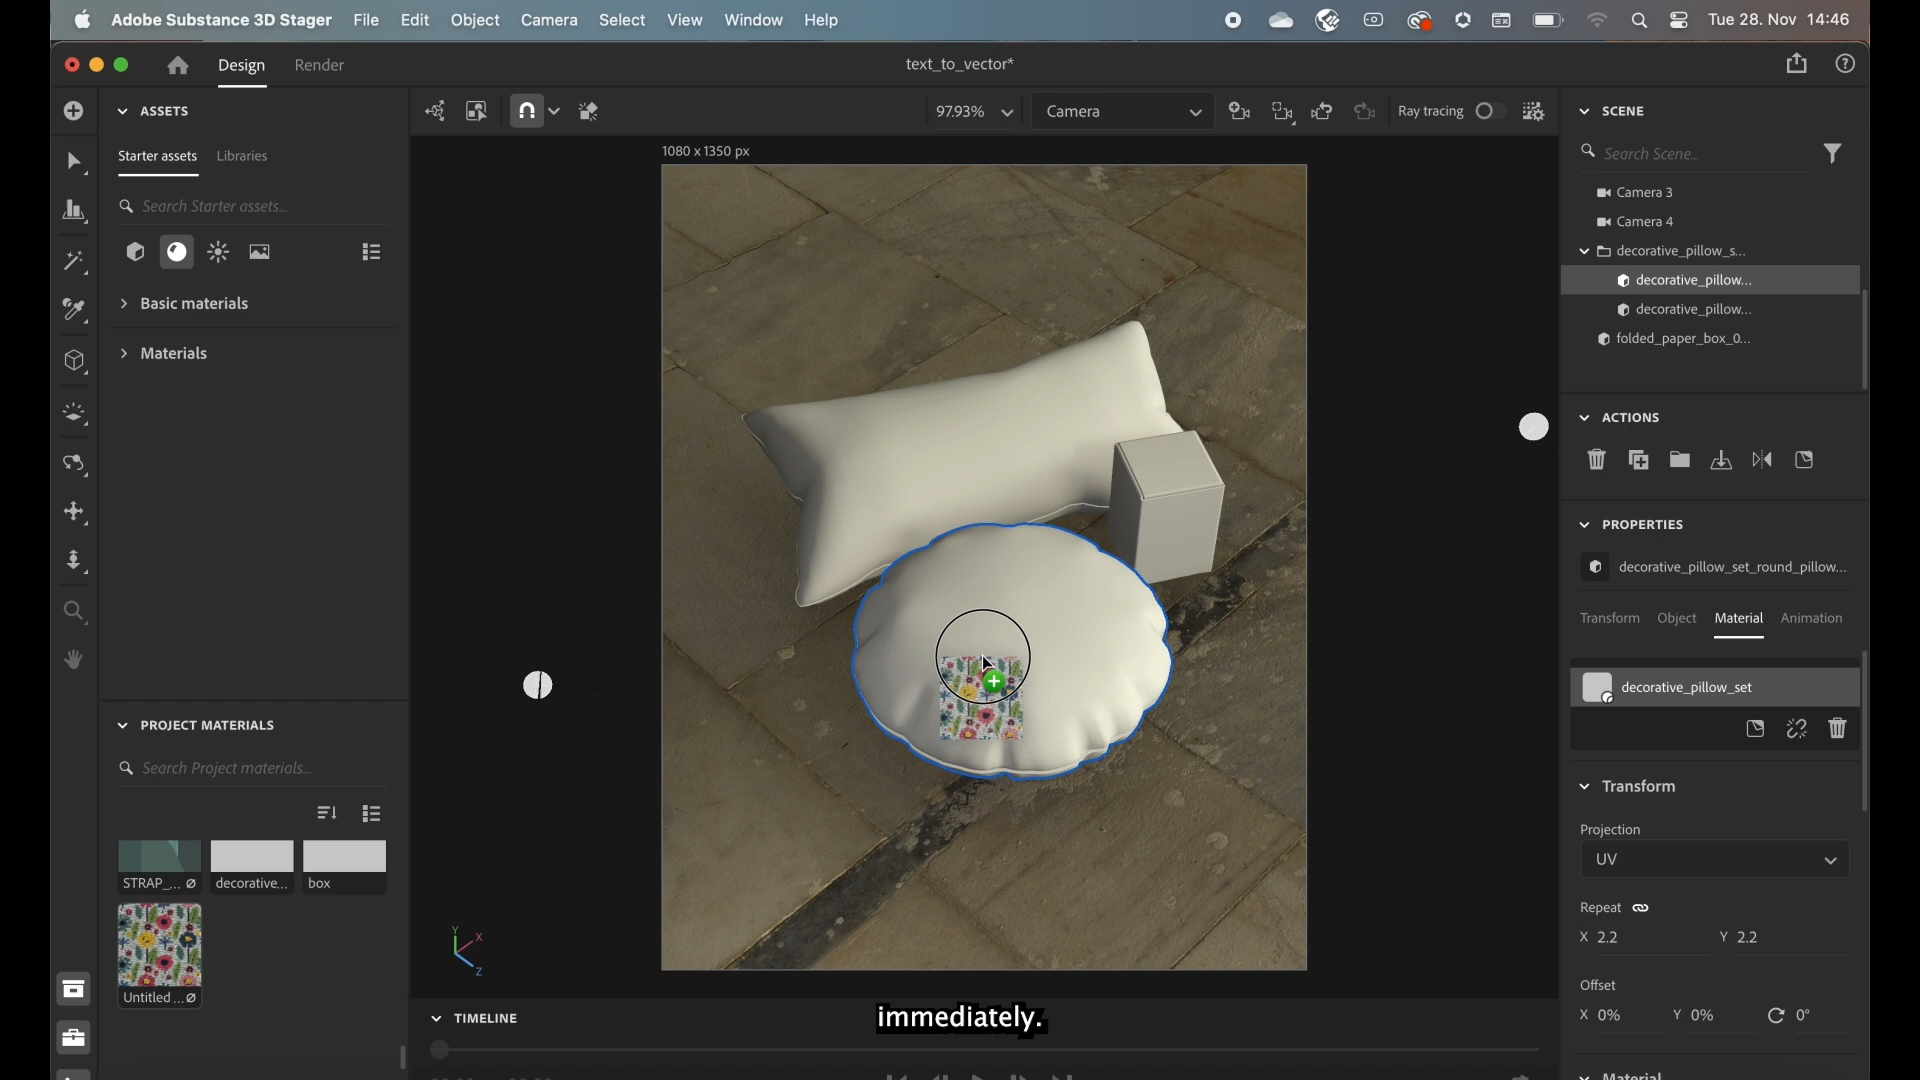 Adobe Substance 3D Stager File Edit Object Camera Select View Window Help Tue 28. Nov 14:46
Design Render text_to_vector*
ASSETS
Starter assets Libraries
Search Starter assets...
Basic materials
Materials
PROJECT MATERIALS
Search Project materials...
STRAP_... decorative... box
Untitled ...
97.93% Camera Ray tracing
1080 x 1350 px
Y
X
Z
immediately.
TIMELINE
SCENE
Search Scene...
Camera 3
Camera 4
decorative_pillow_s...
decorative_pillow...
decorative_pillow...
folded_paper_box_0...
ACTIONS
PROPERTIES
decorative_pillow_set_round_pillow...
Transform Object Material Animation
decorative_pillow_set
Transform
Projection
UV
Repeat
X 2.2 Y 2.2
Offset
X 0% Y 0% 0°
Material